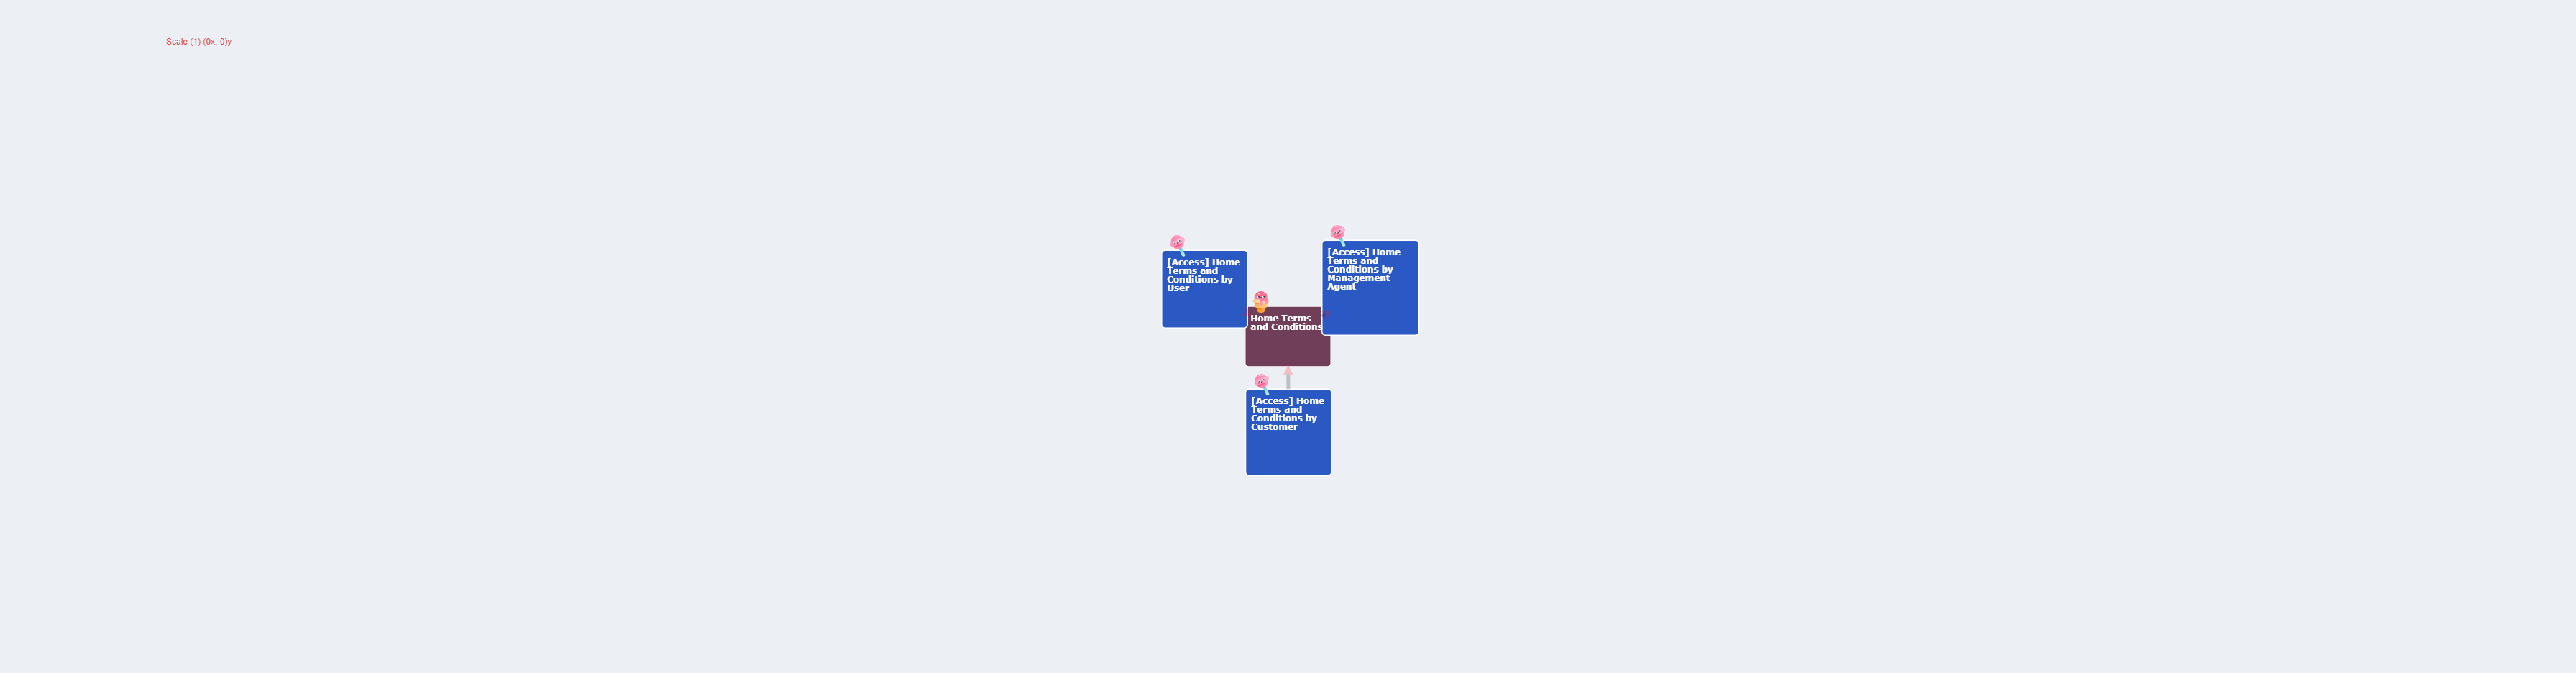 Scale (1) (0x, 0)y
[Access] Home
Terms and
Conditions by
User
[Access] Home
Terms and
Conditions by
Management
Agent
Home Terms
and Conditions
[Access] Home
Terms and
Conditions by
Customer